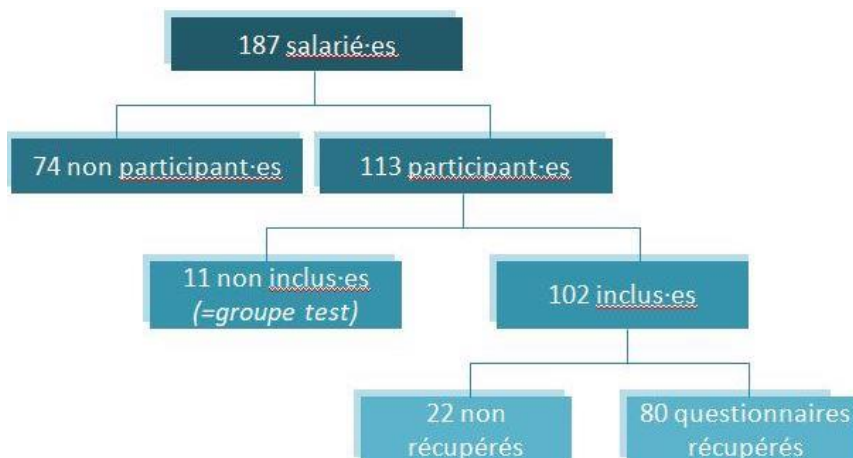 187 salarié·es
74 non participant·es
113 participant·es
11 non inclus·es
(=groupe test)
102 inclus·es
22 non
récupérés
80 questionnaires
récupérés